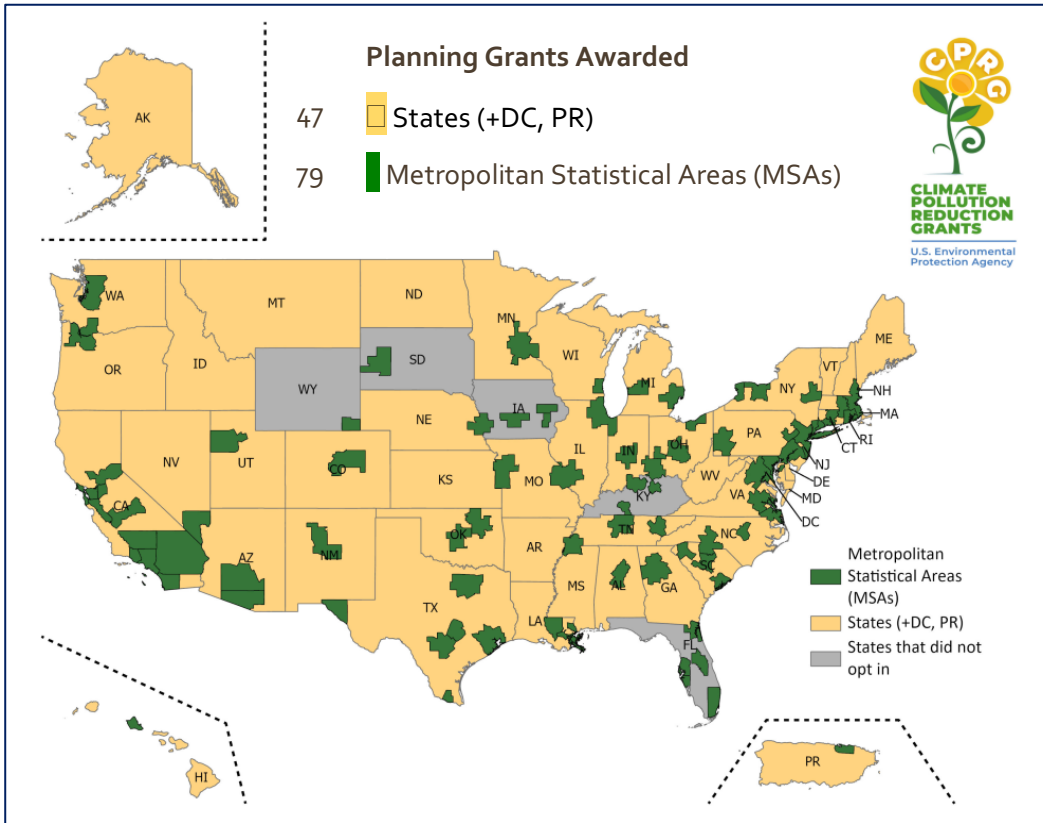 Planning Grants Awarded
47 States (+DC, PR)
79 Metropolitan Statistical Areas (MSAs)
CPRG
CLIMATE
POLLUTION
REDUCTION
GRANTS
U.S. Environmental
Protection Agency
AK
WA
MT
ND
MN
ME
OR
ID
SD
WI
MI
NY
VT
NH
WY
IA
MA
NE
PA
RI
NV
UT
IL
IN
OH
CT
CO
NJ
CA
KS
MO
WV
DE
KY
VA
MD
DC
TN
NC
AZ
NM
OK
AR
SC
MS
AL
GA
TX
LA
FL
Metropolitan
Statistical Areas
(MSAs)
States (+DC, PR)
States that did not
opt in
HI
PR